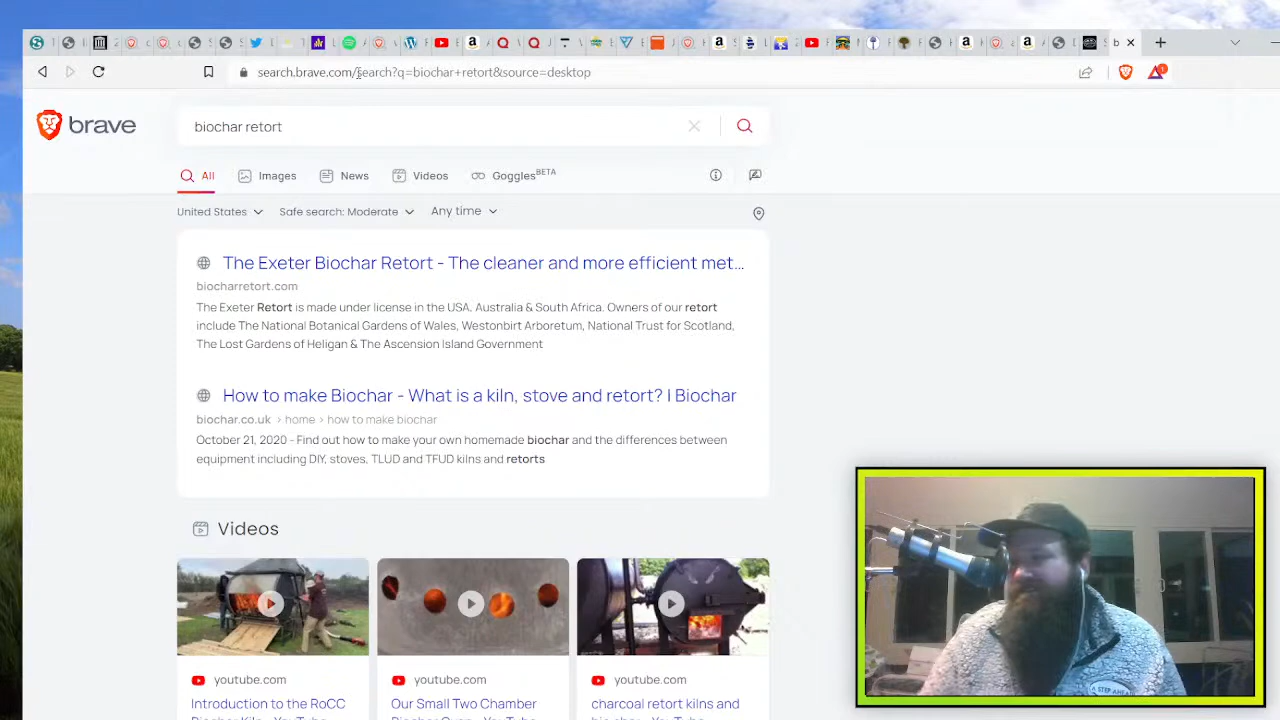 b
search.brave.com/search?q=biochar+retort&source=desktop
1
brave
biochar retort
All Images News Videos Goggles BETA
United States Safe search: Moderate Any time
The Exeter Biochar Retort - The cleaner and more efficient met...
biocharretort.com
The Exeter Retort is made under license in the USA, Australia & South Africa. Owners of our retort
include The National Botanical Gardens of Wales, Westonbirt Arboretum, National Trust for Scotland,
The Lost Gardens of Heligan & The Ascension Island Government
How to make Biochar - What is a kiln, stove and retort? | Biochar
biochar.co.uk › home › how to make biochar
October 21, 2020 - Find out how to make your own homemade biochar and the differences between
equipment including DIY, stoves, TLUD and TFUD kilns and retorts
Videos
youtube.com youtube.com youtube.com
Introduction to the RoCC Our Small Two Chamber charcoal retort kilns and
A STEP AHEAD